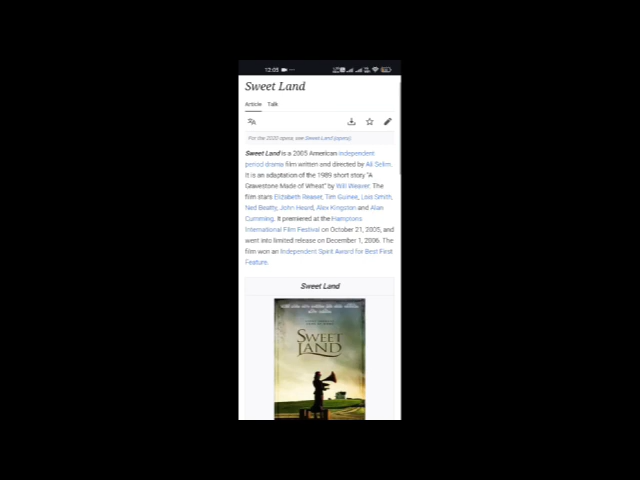 12:05
Sweet Land
Article Talk
For the 2020 opera, see Sweet Land (opera).
Sweet Land is a 2005 American independent
period drama film written and directed by Ali Selim.
It is an adaptation of the 1989 short story "A
Gravestone Made of Wheat" by Will Weaver. The
film stars Elizabeth Reaser, Tim Guinee, Lois Smith,
Ned Beatty, John Heard, Alex Kingston and Alan
Cumming. It premiered at the Hamptons
International Film Festival on October 21, 2005, and
went into limited release on December 1, 2006. The
film won an Independent Spirit Award for Best First
Feature.
Sweet Land
SWEET
LAND